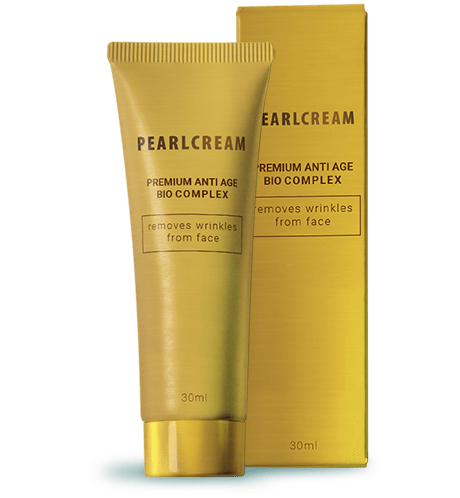 PEARLCREAM
PREMIUM ANTI AGE
BIO COMPLEX
removes wrinkles
from face
30ml
EARLCREAM
PREMIUM ANTI AGE
BIO COMPLEX
removes wrinkles
from face
30ml